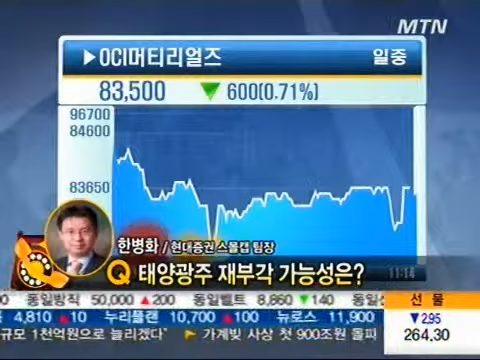 MTN
▶OCI머티리얼즈 일중
83,500 ▼ 600(0.71%)
96700
84600
83650
한병화 / 현대증권 스몰캡 팀장
Q 태양광주 재부각 가능성은?
11:14
동일방직 50,000 ▲200 동일벨트 8,860 ▼140 동일 선물
4,810 ▲10 누리플랜 10,700 ▲100 뉴로스 11,900 ▼2.95
규모 1천억원으로 늘리겠다" ▶ 가계빚 사상 첫 900조원 돌파 264.30